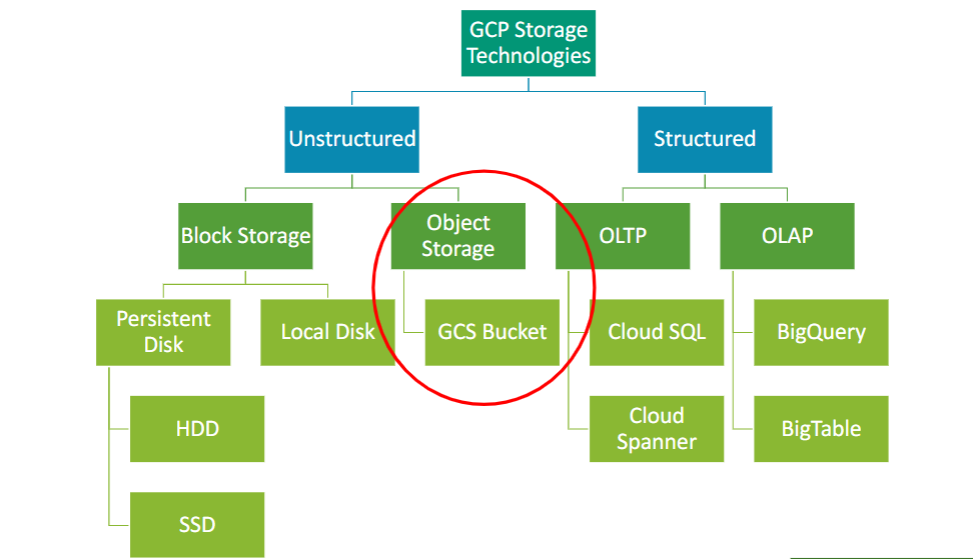 GCP Storage
Technologies
Unstructured
Structured
Block Storage
Object
Storage
OLTP
OLAP
Persistent
Disk
Local Disk
GCS Bucket
Cloud SQL
BigQuery
HDD
Cloud
Spanner
BigTable
SSD